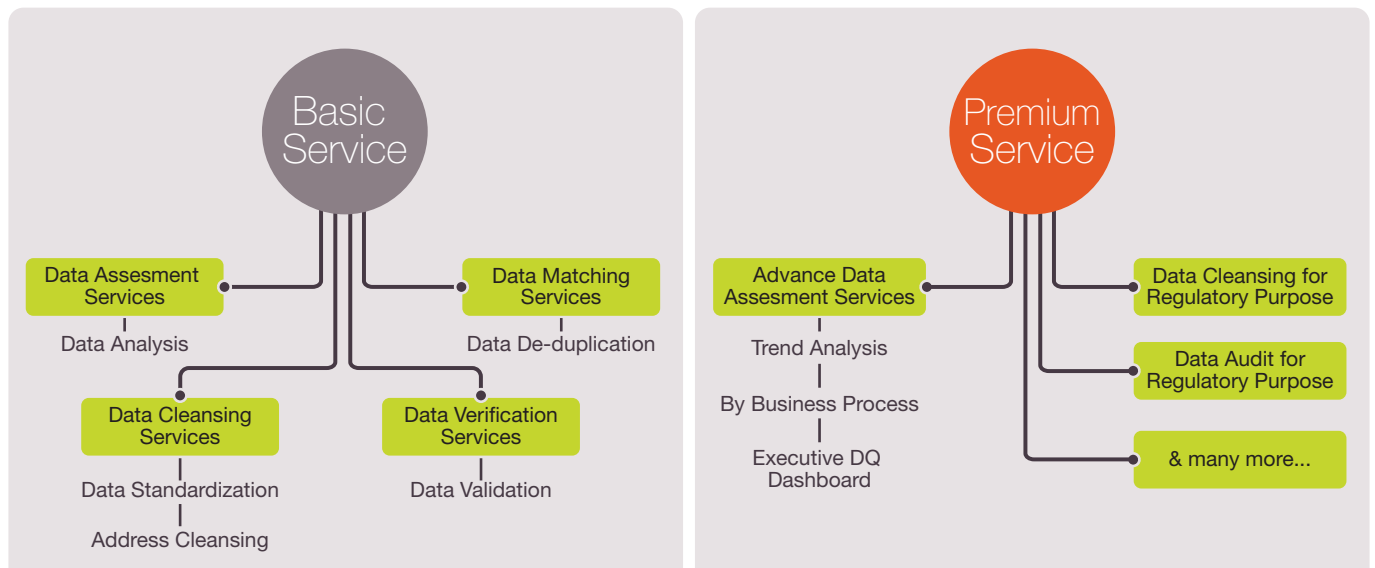 Basic
Service
Data Assesment
Services
Data Analysis
Data Matching
Services
Data De-duplication
Data Cleansing
Services
Data Standardization
Address Cleansing
Data Verification
Services
Data Validation
Premium
Service
Advance Data
Assesment Services
Trend Analysis
By Business Process
Executive DQ
Dashboard
Data Cleansing for
Regulatory Purpose
Data Audit for
Regulatory Purpose
& many more...